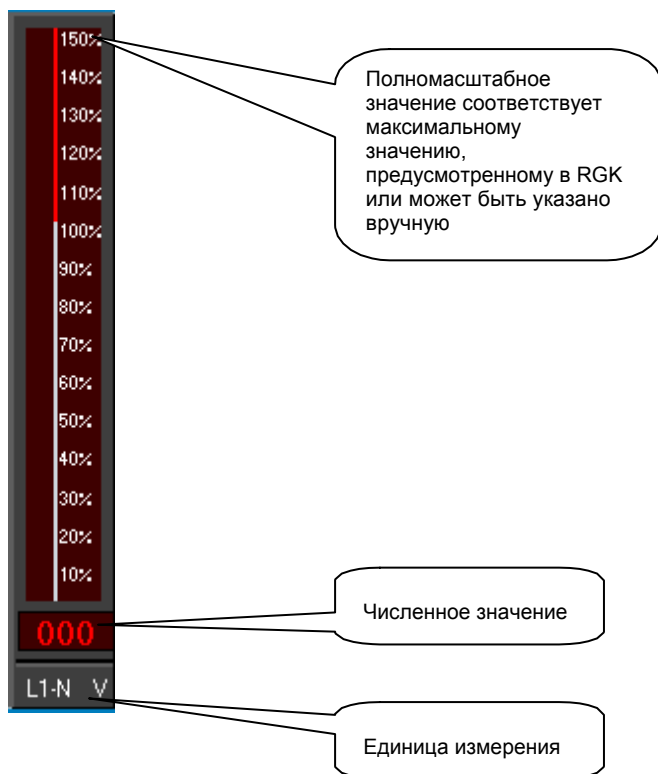 150%
140%
130%
120%
110%
100%
90%
80%
70%
60%
50%
40%
30%
20%
10%
000
L1-N V
Полномасштабное
значение соответствует
максимальному
значению,
предусмотренному в RGK
или может быть указано
вручную
Численное значение
Единица измерения